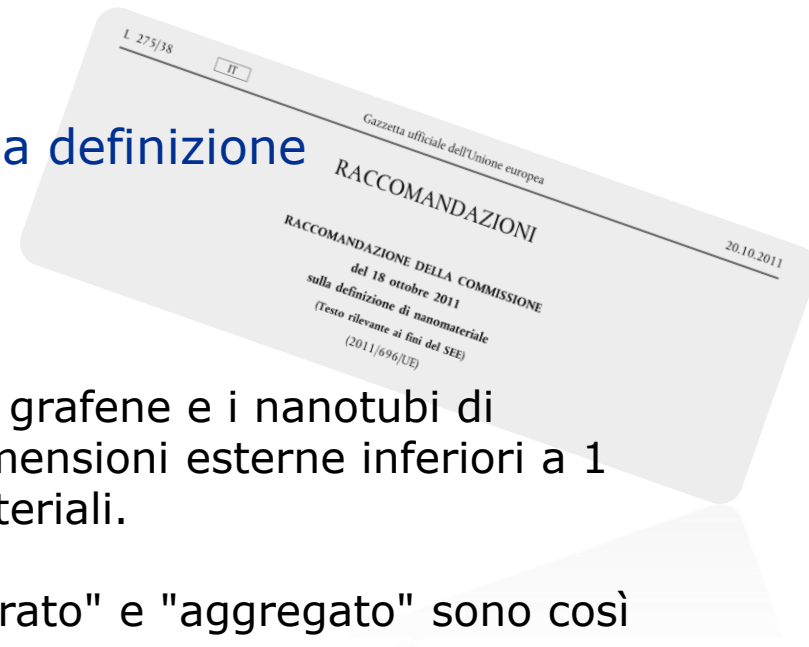 L 275/38
IT
Gazzetta ufficiale dell'Unione europea
20.10.2011
RACCOMANDAZIONI
RACCOMANDAZIONE DELLA COMMISSIONE
del 18 ottobre 2011
sulla definizione di nanomateriale
(Testo rilevante ai fini del SEE)
(2011/696/UE)
a definizione
grafene e i nanotubi di
mensioni esterne inferiori a 1
teriali.
rato" e "aggregato" sono così